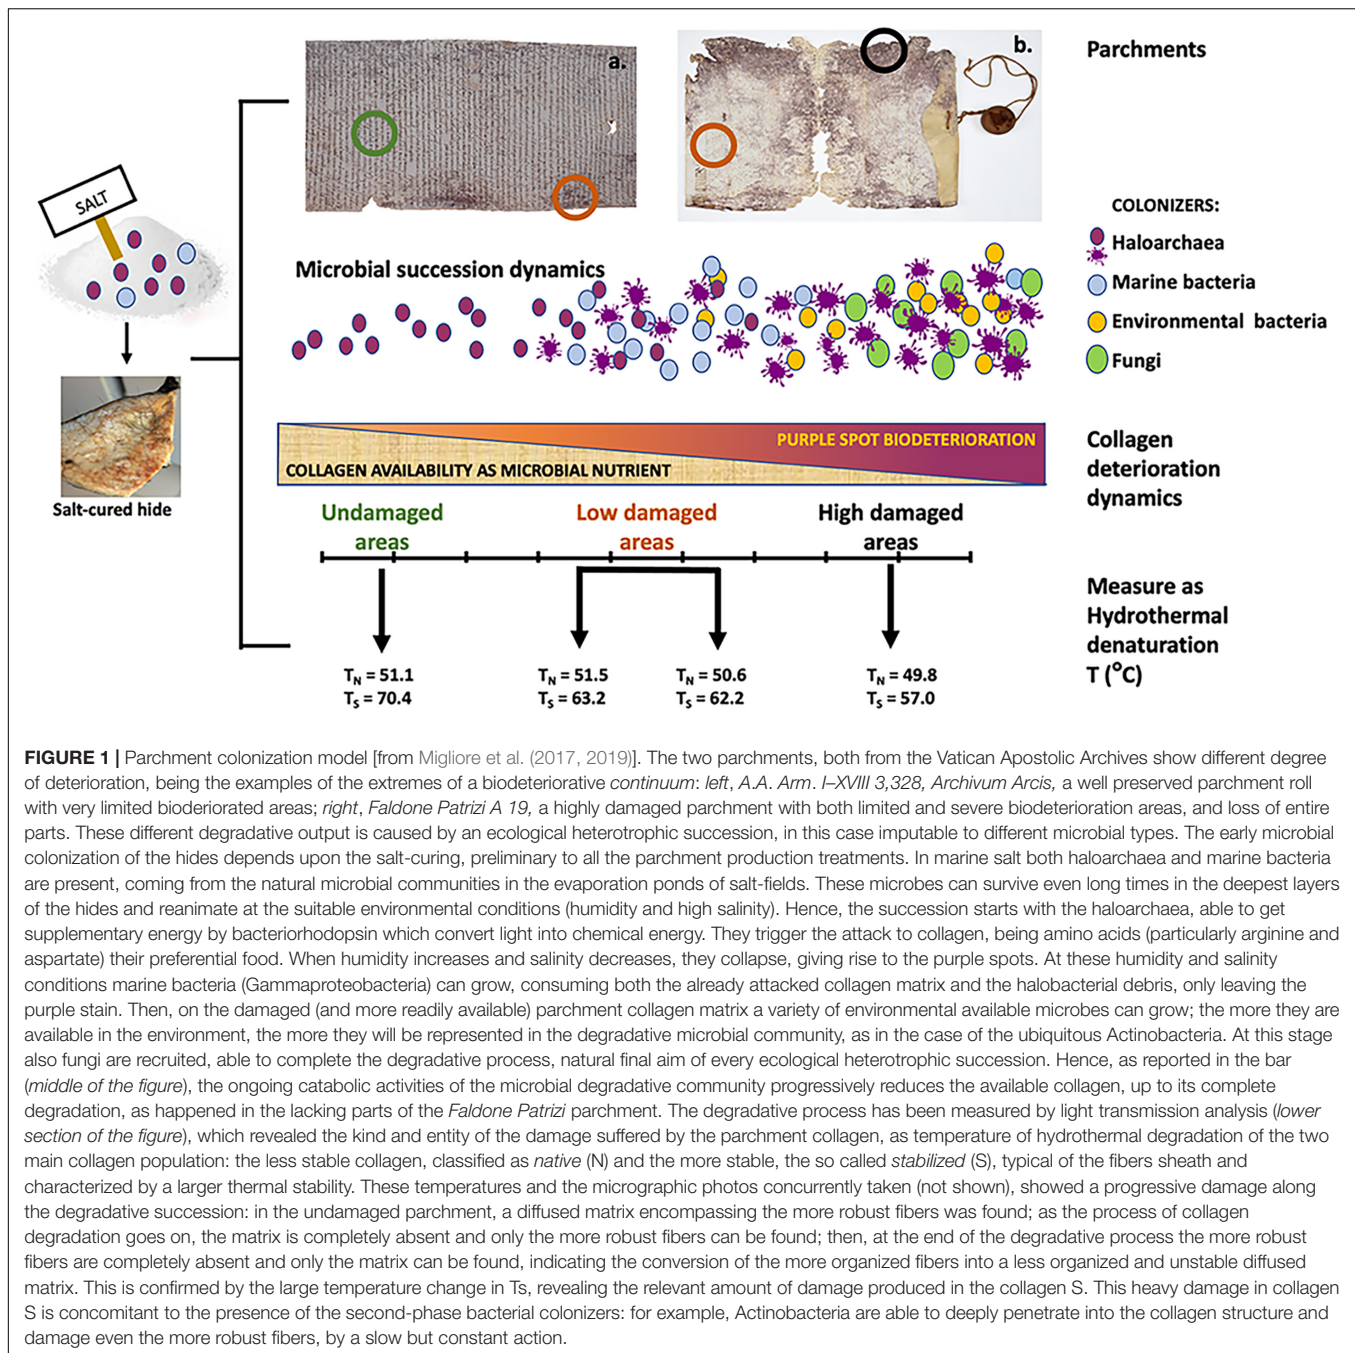 a.
b.
Parchments
SALT
COLONIZERS:
Haloarchaea
Marine bacteria
Environmental bacteria
Fungi
Microbial succession dynamics
Salt-cured hide
PURPLE SPOT BIODETERIORATION
COLLAGEN AVAILABILITY AS MICROBIAL NUTRIENT
Collagen
deterioration
dynamics
Undamaged
areas
Low damaged
areas
High damaged
areas
Measure as
Hydrothermal
denaturation
T (°C)
T_N = 51.1
T_S = 70.4
T_N = 51.5
T_S = 63.2
T_N = 50.6
T_S = 62.2
T_N = 49.8
T_S = 57.0
FIGURE 1 | Parchment colonization model [from Migliore et al. (2017, 2019)]. The two parchments, both from the Vatican Apostolic Archives show different degree
of deterioration, being the examples of the extremes of a biodeteriorative continuum: left, A.A. Arm. I–XVIII 3,328, Archivum Arcis, a well preserved parchment roll
with very limited bioderiorated areas; right, Faldone Patrizi A 19, a highly damaged parchment with both limited and severe biodeterioration areas, and loss of entire
parts. These different degradative output is caused by an ecological heterotrophic succession, in this case imputable to different microbial types. The early microbial
colonization of the hides depends upon the salt-curing, preliminary to all the parchment production treatments. In marine salt both haloarchaea and marine bacteria
are present, coming from the natural microbial communities in the evaporation ponds of salt-fields. These microbes can survive even long times in the deepest layers
of the hides and reanimate at the suitable environmental conditions (humidity and high salinity). Hence, the succession starts with the haloarchaea, able to get
supplementary energy by bacteriorhodopsin which convert light into chemical energy. They trigger the attack to collagen, being amino acids (particularly arginine and
aspartate) their preferential food. When humidity increases and salinity decreases, they collapse, giving rise to the purple spots. At these humidity and salinity
conditions marine bacteria (Gammaproteobacteria) can grow, consuming both the already attacked collagen matrix and the halobacterial debris, only leaving the
purple stain. Then, on the damaged (and more readily available) parchment collagen matrix a variety of environmental available microbes can grow; the more they are
available in the environment, the more they will be represented in the degradative microbial community, as in the case of the ubiquitous Actinobacteria. At this stage
also fungi are recruited, able to complete the degradative process, natural final aim of every ecological heterotrophic succession. Hence, as reported in the bar
(middle of the figure), the ongoing catabolic activities of the microbial degradative community progressively reduces the available collagen, up to its complete
degradation, as happened in the lacking parts of the Faldone Patrizi parchment. The degradative process has been measured by light transmission analysis (lower
section of the figure), which revealed the kind and entity of the damage suffered by the parchment collagen, as temperature of hydrothermal degradation of the two
main collagen population: the less stable collagen, classified as native (N) and the more stable, the so called stabilized (S), typical of the fibers sheath and
characterized by a larger thermal stability. These temperatures and the micrographic photos concurrently taken (not shown), showed a progressive damage along
the degradative succession: in the undamaged parchment, a diffused matrix encompassing the more robust fibers was found; as the process of collagen
degradation goes on, the matrix is completely absent and only the more robust fibers can be found; then, at the end of the degradative process the more robust
fibers are completely absent and only the matrix can be found, indicating the conversion of the more organized fibers into a less organized and unstable diffused
matrix. This is confirmed by the large temperature change in Ts, revealing the relevant amount of damage produced in the collagen S. This heavy damage in collagen
S is concomitant to the presence of the second-phase bacterial colonizers: for example, Actinobacteria are able to deeply penetrate into the collagen structure and
damage even the more robust fibers, by a slow but constant action.